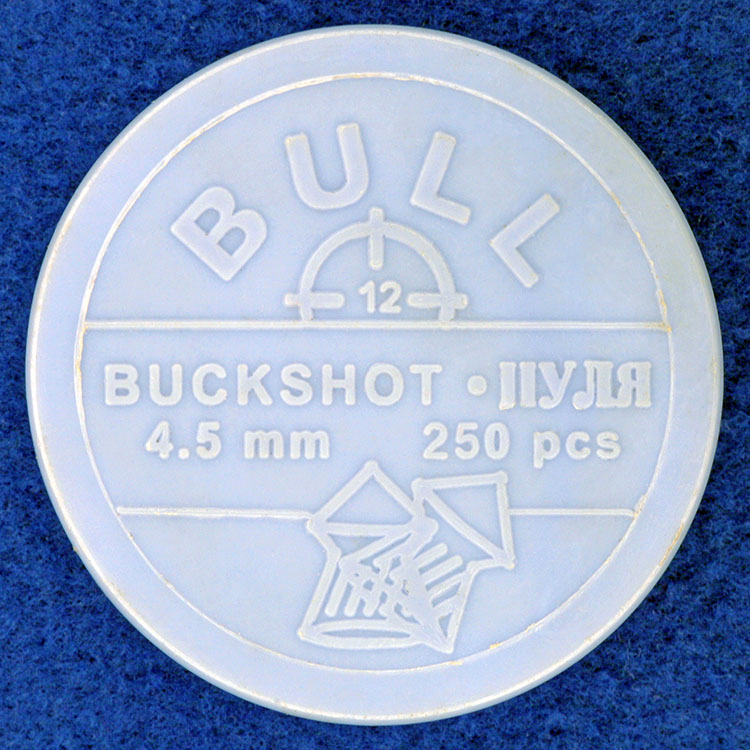 BULL
12
BUCKSHOT • ПУЛЯ
4.5 mm 250 pcs